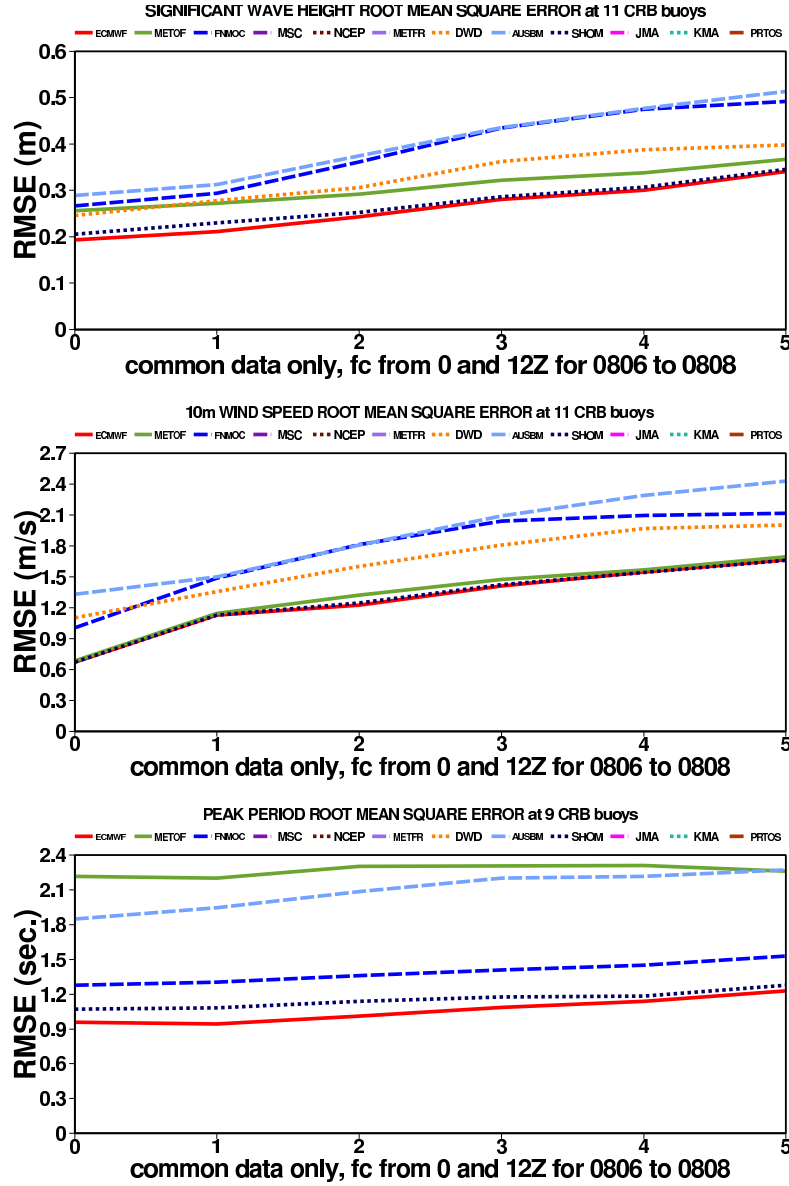 SIGNIFICANT WAVE HEIGHT ROOT MEAN SQUARE ERROR at 11 CRB buoys
ECMWF METOF FNMOC MSC NCEP METFR DWD AUSBM SHOM JMA KMA PRTOS
0.6
0.5
0.4
0.3
0.2
0.1
0
RMSE (m)
0 1 2 3 4 5
common data only, fc from 0 and 12Z for 0806 to 0808
10m WIND SPEED ROOT MEAN SQUARE ERROR at 11 CRB buoys
ECMWF METOF FNMOC MSC NCEP METFR DWD AUSBM SHOM JMA KMA PRTOS
2.7
2.4
2.1
1.8
1.5
1.2
0.9
0.6
0.3
0
RMSE (m/s)
0 1 2 3 4 5
common data only, fc from 0 and 12Z for 0806 to 0808
PEAK PERIOD ROOT MEAN SQUARE ERROR at 9 CRB buoys
ECMWF METOF FNMOC MSC NCEP METFR DWD AUSBM SHOM JMA KMA PRTOS
2.4
2.1
1.8
1.5
1.2
0.9
0.6
0.3
0
RMSE (sec.)
0 1 2 3 4 5
common data only, fc from 0 and 12Z for 0806 to 0808